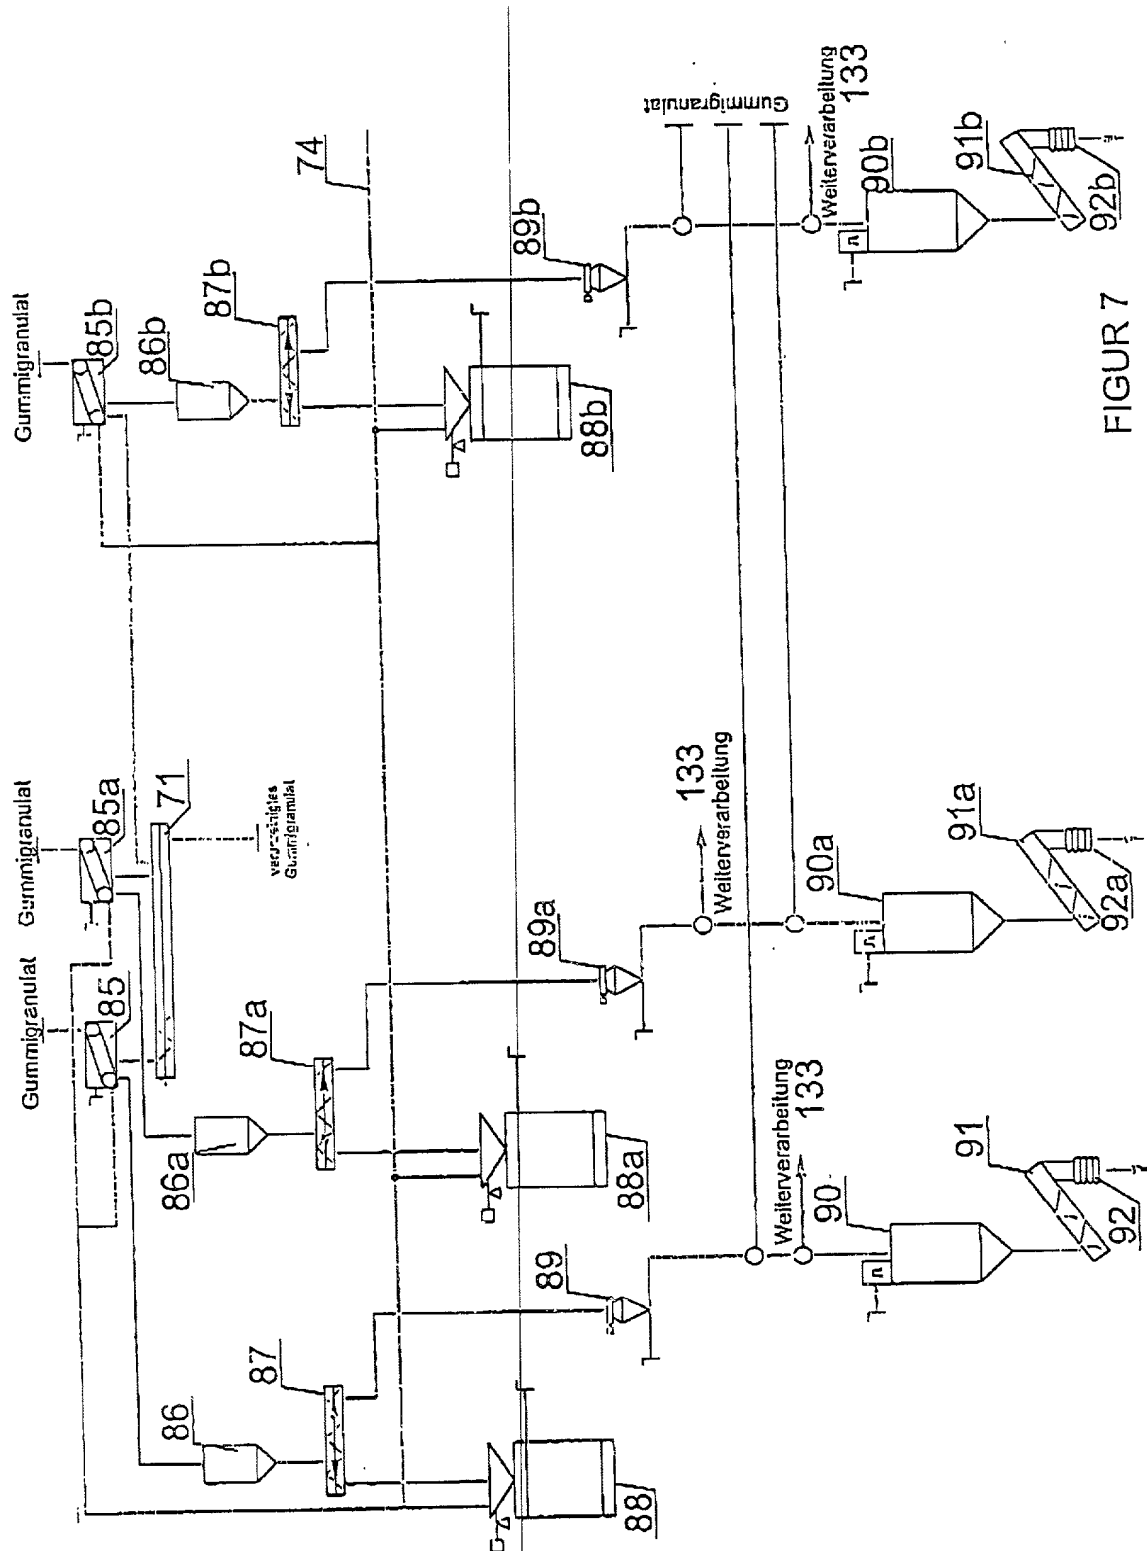 Gummigranulat
Gummigranulat
Gummigranulat
85
85a
85b
71
verunreinigtes
Gummigranulat
86
86a
86b
87
87a
87b
74
88
88a
88b
89
89a
89b
Gummigranulat
Weiterverarbeitung
133
Weiterverarbeitung
133
Weiterverarbeitung
133
90
90a
90b
91
91a
91b
92
92a
92b
FIGUR 7